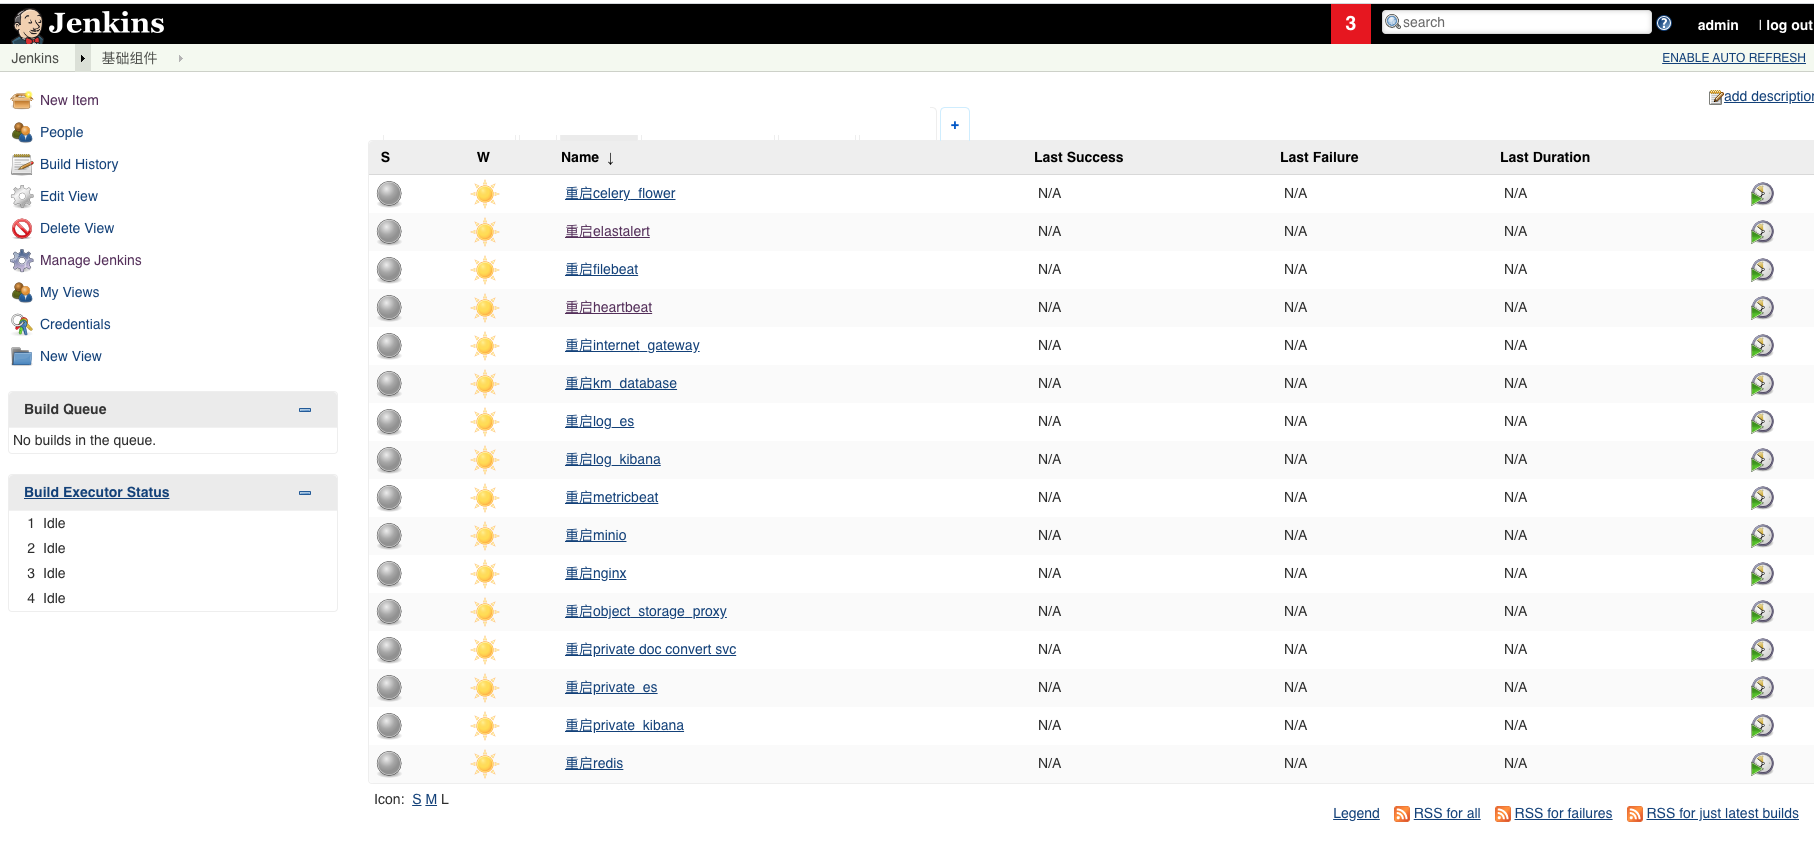 Jenkins
3
search
admin
| log out
Jenkins
基础组件
ENABLE AUTO REFRESH
New Item
People
Build History
Edit View
Delete View
Manage Jenkins
My Views
Credentials
New View
Build Queue
No builds in the queue.
Build Executor Status
1 Idle
2 Idle
3 Idle
4 Idle
add description
+
S W Name ↓ Last Success Last Failure Last Duration
重启celery_flower N/A N/A N/A
重启elastalert N/A N/A N/A
重启filebeat N/A N/A N/A
重启heartbeat N/A N/A N/A
重启internet_gateway N/A N/A N/A
重启km_database N/A N/A N/A
重启log_es N/A N/A N/A
重启log_kibana N/A N/A N/A
重启metricbeat N/A N/A N/A
重启minio N/A N/A N/A
重启nginx N/A N/A N/A
重启object_storage_proxy N/A N/A N/A
重启private doc convert svc N/A N/A N/A
重启private_es N/A N/A N/A
重启private_kibana N/A N/A N/A
重启redis N/A N/A N/A
Icon: S M L
Legend RSS for all RSS for failures RSS for just latest builds